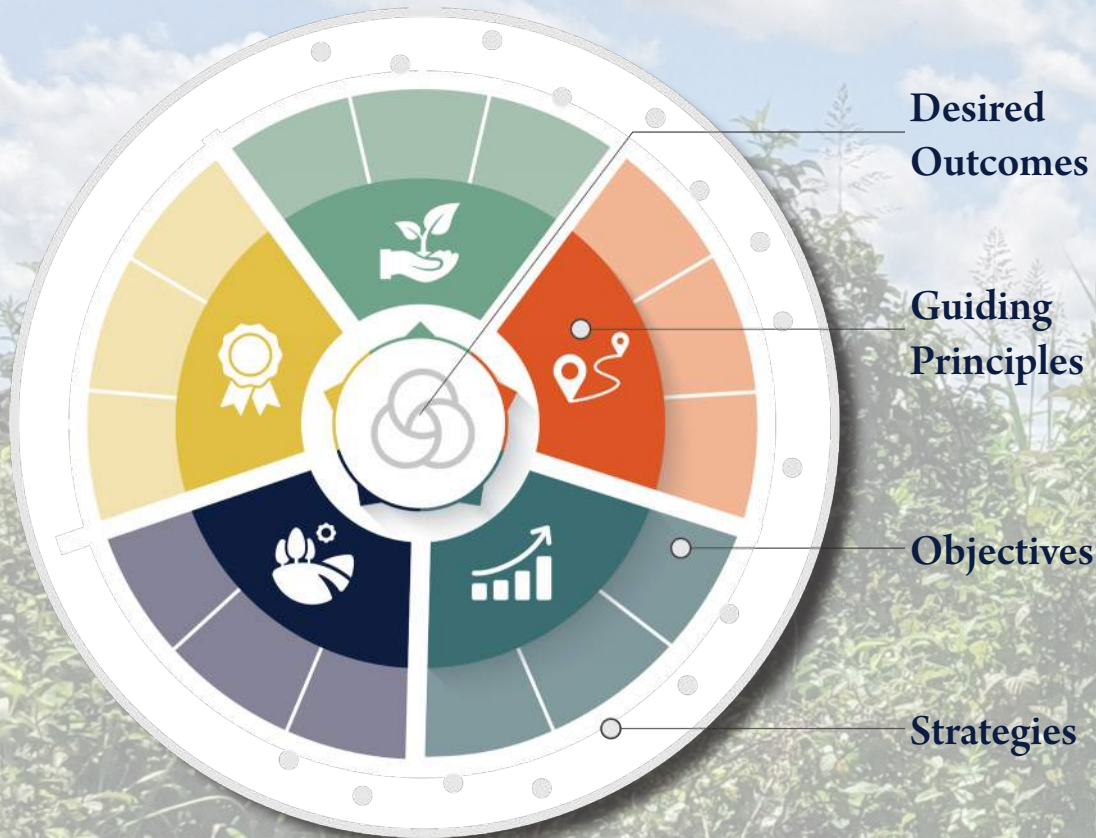 Desired
Outcomes
Guiding
Principles
Objectives
Strategies